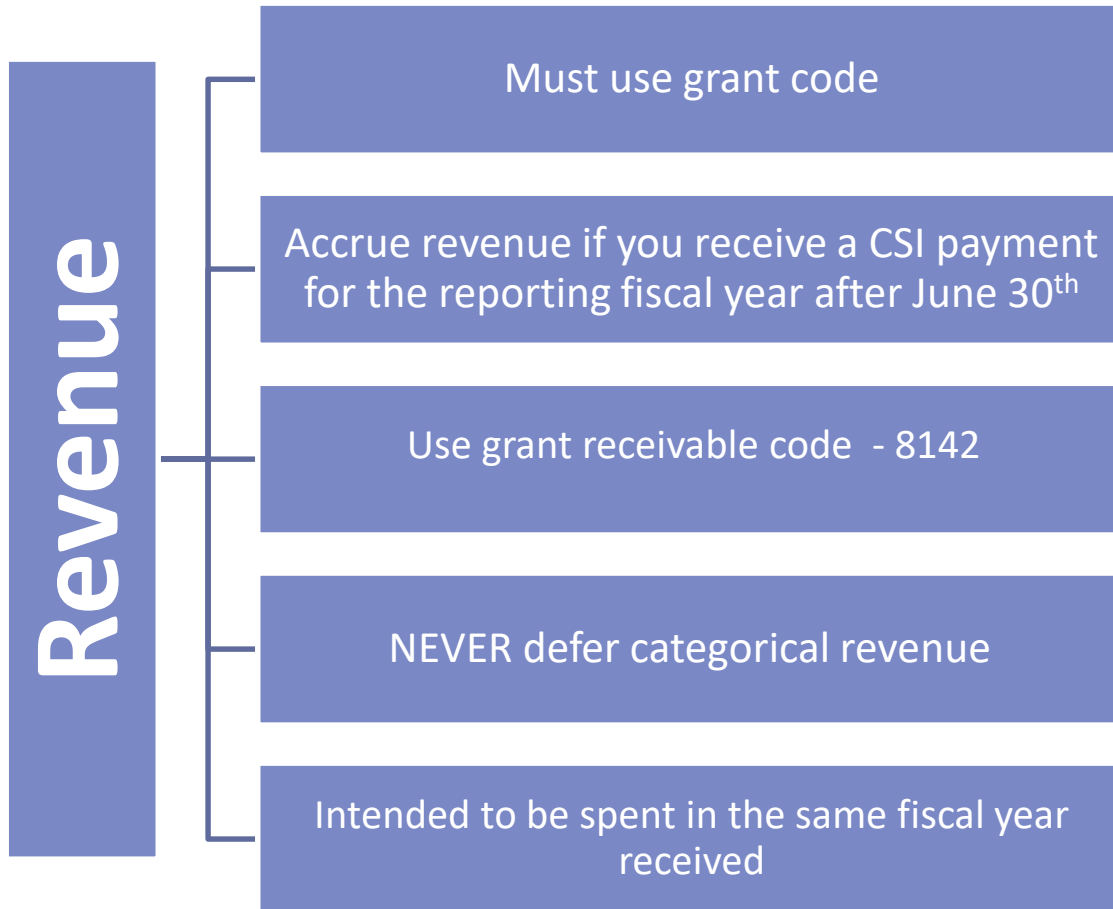 Revenue
Must use grant code
Accrue revenue if you receive a CSI payment
for the reporting fiscal year after June 30th
Use grant receivable code - 8142
NEVER defer categorical revenue
Intended to be spent in the same fiscal year
received